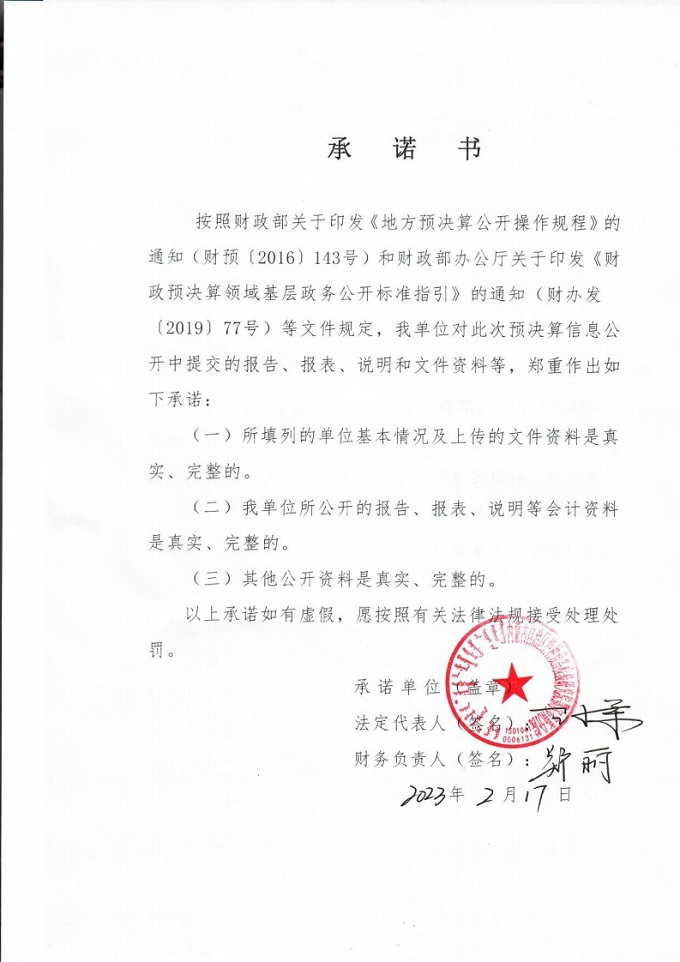 承 诺 书
按照财政部关于印发《地方预决算公开操作规程》的
通知（财预〔2016〕143号）和财政部办公厅关于印发《财
政预决算领域基层政务公开标准指引》的通知（财办发
〔2019〕77号）等文件规定，我单位对此次预决算信息公
开中提交的报告、报表、说明和文件资料等，郑重作出如
下承诺：
（一）所填列的单位基本情况及上传的文件资料是真
实、完整的。
（二）我单位所公开的报告、报表、说明等会计资料
是真实、完整的。
（三）其他公开资料是真实、完整的。
以上承诺如有虚假，愿按照有关法律法规接受处理处
罚。
承诺单位（盖章）
法定代表人（签名）：
财务负责人（签名）：郑丽
2023年 2 月 17 日